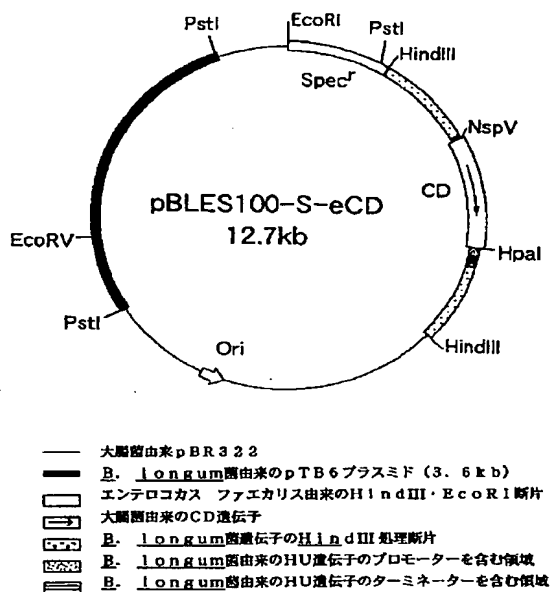 PstI
EcoRI
PstI
HindIII
Specʳ
NspV
CD
pBLES100-S-eCD
12.7kb
EcoRV
HpaI
PstI
Ori
HindIII
大腸菌由来pBR322
B. longum菌由来のpTB6プラスミド（3.6kb）
エンテロコカス ファエカリス由来のHindIII・EcoRI断片
大腸菌由来のCD遺伝子
B. longum菌遺伝子のHindIII処理断片
B. longum菌由来のHU遺伝子のプロモーターを含む領域
B. longum菌由来のHU遺伝子のターミネーターを含む領域